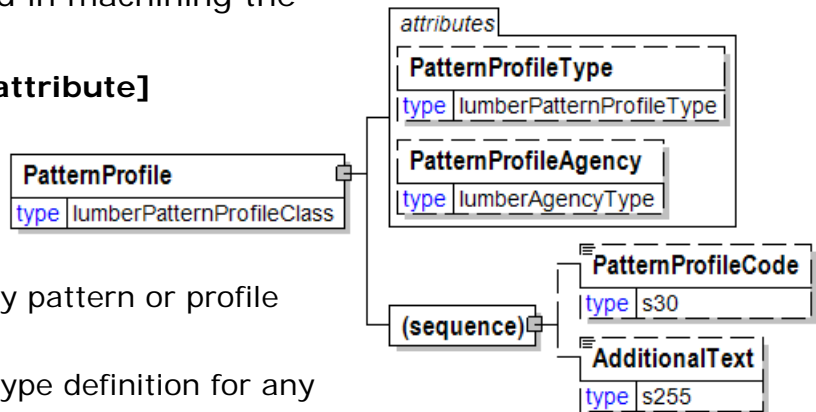 d in machining the
attribute]
y pattern or profile
ype definition for any
attributes
PatternProfileType
type lumberPatternProfileType
PatternProfileAgency
type lumberAgencyType
PatternProfile
type lumberPatternProfileClass
(sequence)
PatternProfileCode
type s30
AdditionalText
type s255